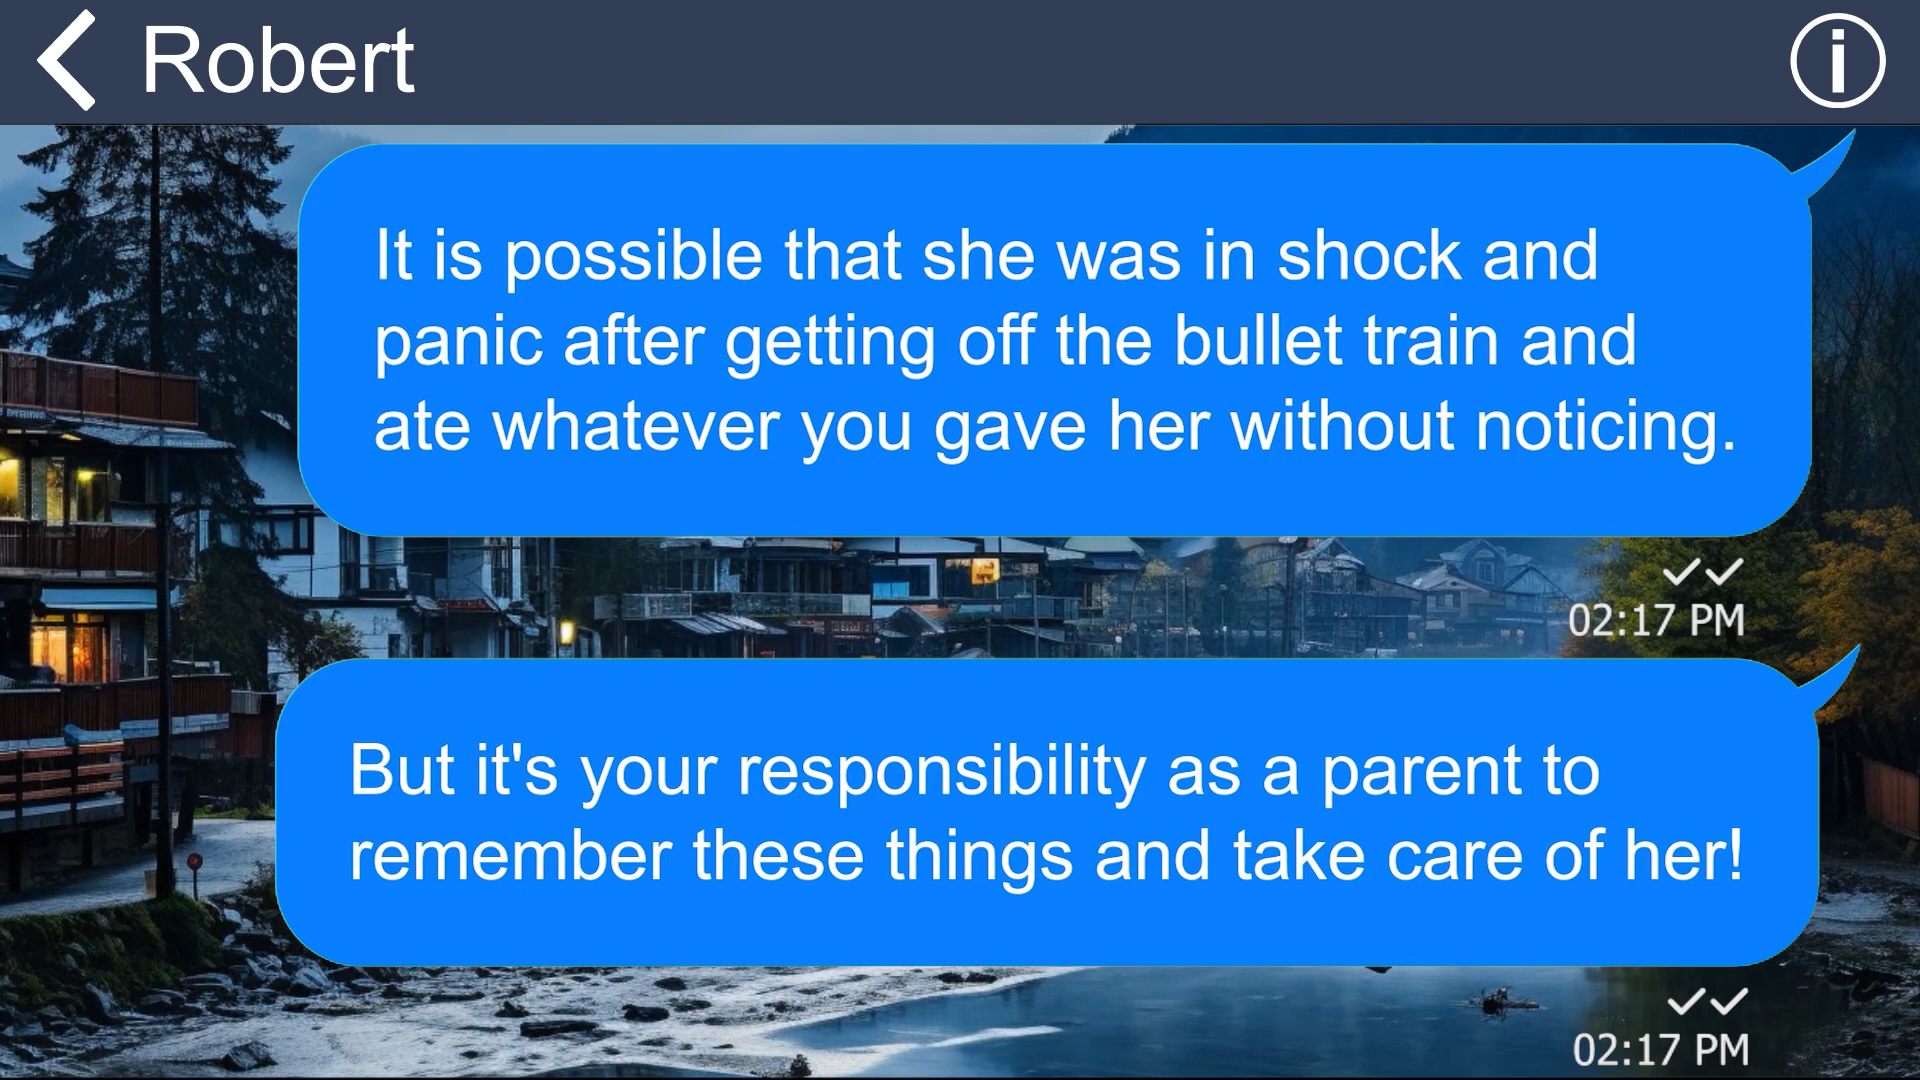 Robert
It is possible that she was in shock and
panic after getting off the bullet train and
ate whatever you gave her without noticing.
02:17 PM
But it's your responsibility as a parent to
remember these things and take care of her!
02:17 PM